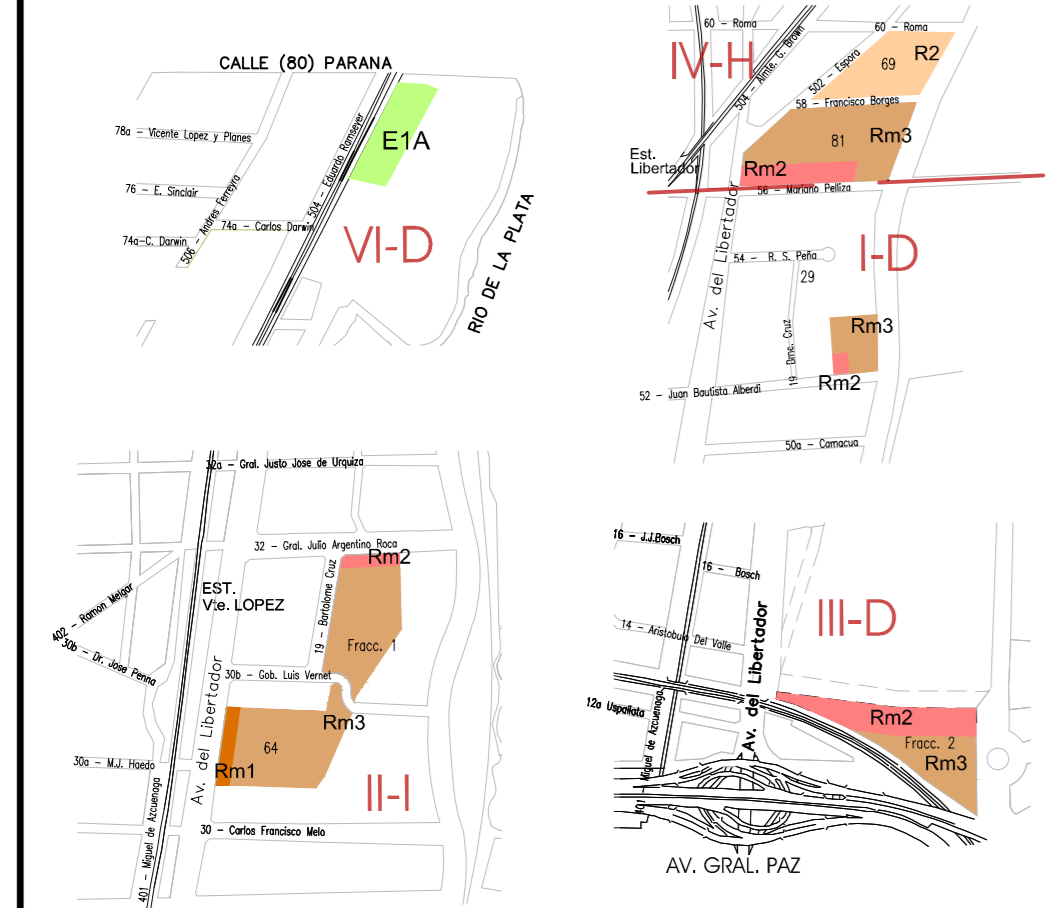 CALLE (80) PARANA
78a - Vicente Lopez y Planes
E1A
504 - Eduardo Ramseyer
76 - E. Sinclair
506 - Andres Ferreyra
74a - Carlos Darwin
74a-C. Darwin
VI-D
RIO DE LA PLATA
60 - Roma
60 - Roma
IV-H
504 - Almte. G. Brown
502 - Espora
R2
69
58 - Francisco Borges
81
Rm3
Est.
Libertador
Rm2
56 - Mariano Pelliza
Av. del Libertador
54 - R. S. Peña
I-D
29
19 Bme. Cruz
Rm3
Rm2
52 - Juan Bautista Alberdi
50a - Camacua
32a - Gral. Justo Jose de Urquiza
32 - Gral. Julio Argentino Roca
Rm2
EST.
Vte. LOPEZ
402 - Ramon Melgar
30b - Dr. Jose Penna
19 - Bartolome Cruz
Fracc. 1
30b - Gob. Luis Vernet
Av. del Libertador
Rm3
64
30a - M.J. Haedo
Rm1
II-I
30 - Carlos Francisco Melo
401 - Miguel de Azcuenaga
16 - J.J.Bosch
16 - Bosch
14 - Aristobulo Del Valle
III-D
Av. del Libertador
12a Uspallata
Miguel de Azcuenaga
401
Rm2
Fracc. 2
Rm3
AV. GRAL. PAZ